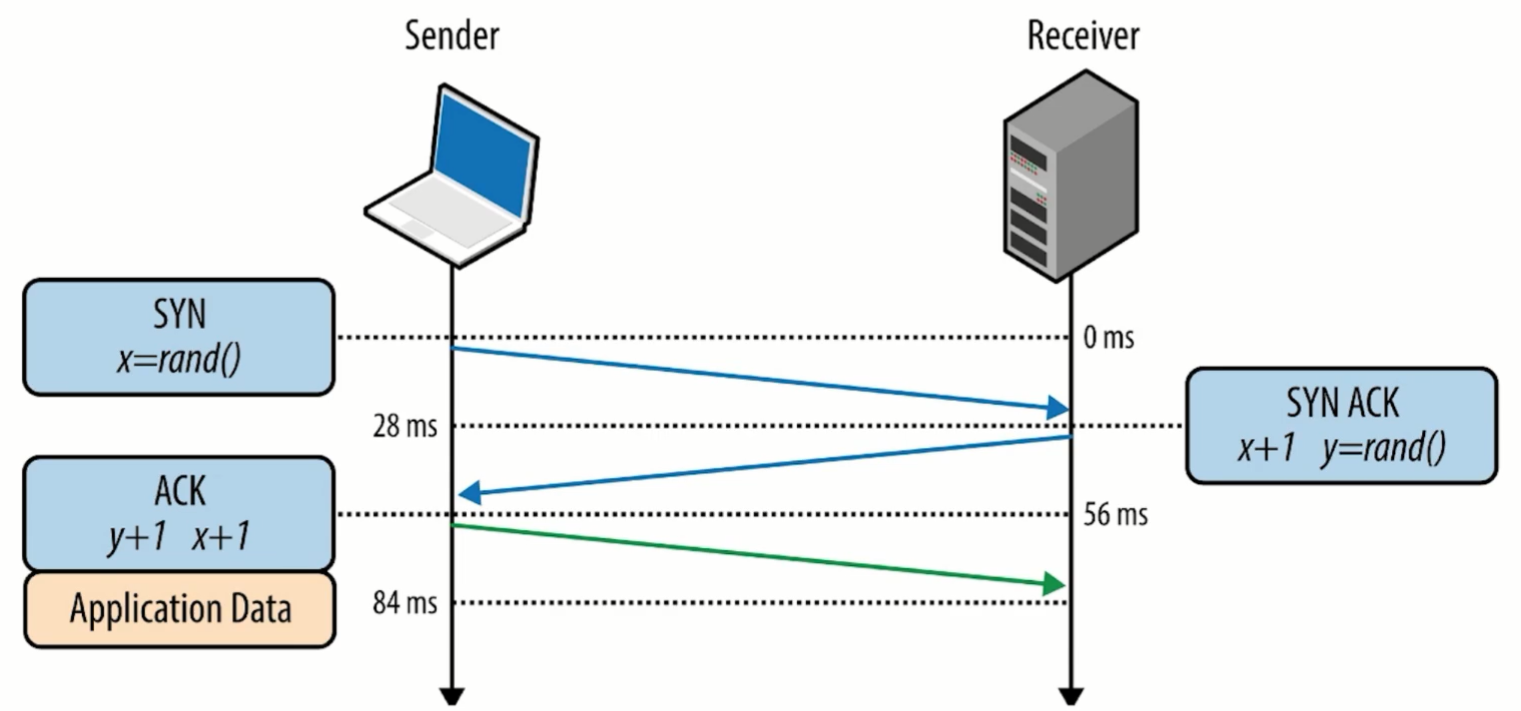 Sender
Receiver
SYN
x=rand()
0 ms
28 ms
SYN ACK
x+1 y=rand()
ACK
y+1 x+1
56 ms
Application Data
84 ms